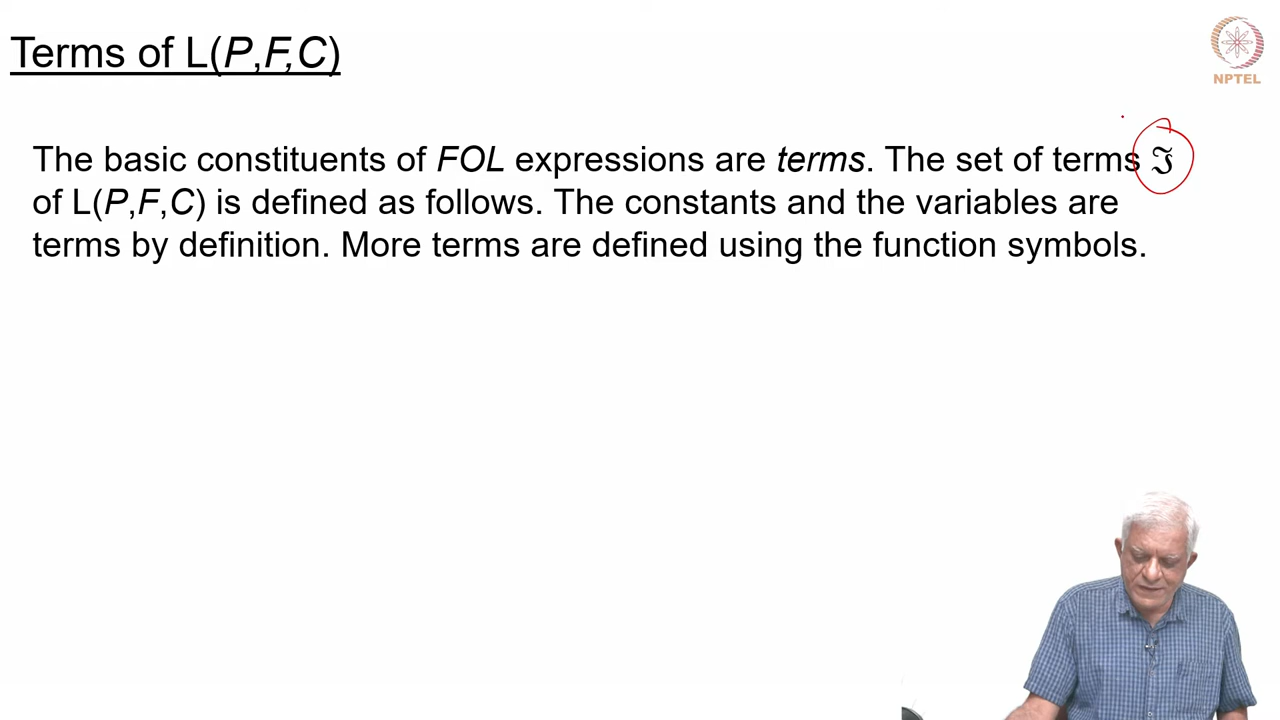 Terms of L(P,F,C)
NPTEL
The basic constituents of FOL expressions are terms. The set of terms ℑ
of L(P,F,C) is defined as follows. The constants and the variables are
terms by definition. More terms are defined using the function symbols.